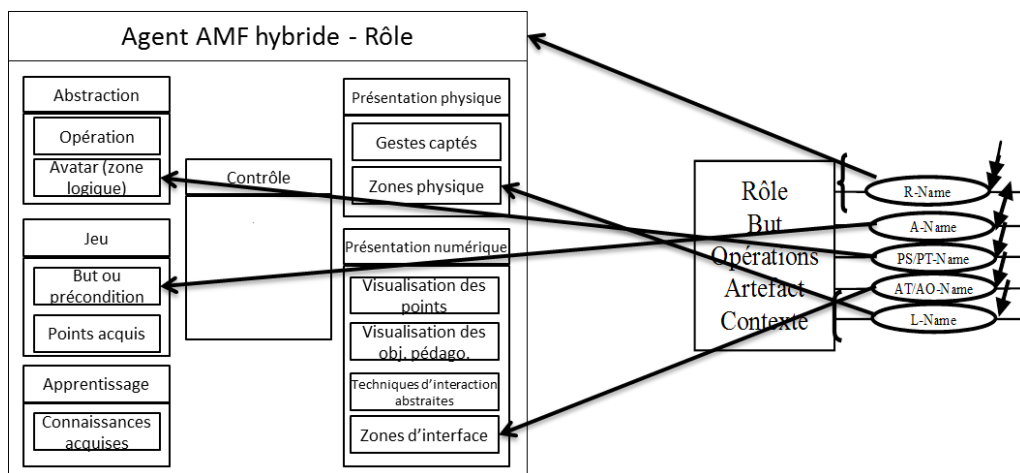 Agent AMF hybride - Rôle
Abstraction
Opération
Avatar (zone
logique)
Jeu
But ou
précondition
Points acquis
Apprentissage
Connaissances
acquises
Contrôle
Présentation physique
Gestes captés
Zones physique
Présentation numérique
Visualisation des
points
Visualisation des
obj. pédago.
Techniques d'interaction
abstraites
Zones d'interface
Rôle
But
Opérations
Artefact
Contexte
R-Name
A-Name
PS/PT-Name
AT/AO-Name
L-Name